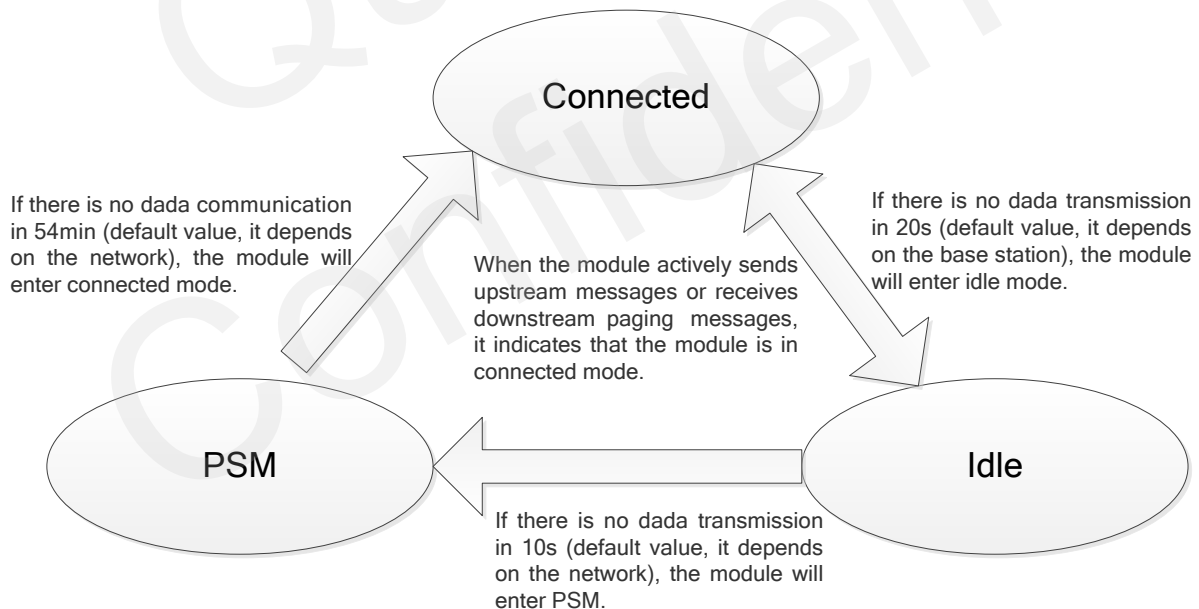 Connected
If there is no dada communication
in 54min (default value, it depends
on the network), the module will
enter connected mode.
If there is no dada transmission
in 20s (default value, it depends
on the base station), the module
will enter idle mode.
When the module actively sends
upstream messages or receives
downstream paging messages,
it indicates that the module is in
connected mode.
PSM
Idle
If there is no dada transmission
in 10s (default value, it depends
on the network), the module will
enter PSM.